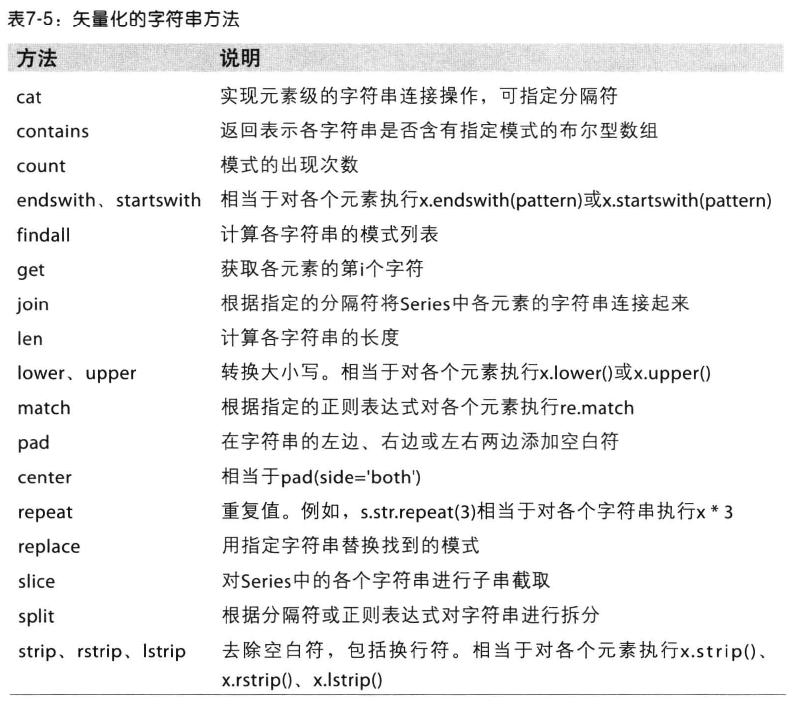 表7-5：矢量化的字符串方法
方法 说明
cat 实现元素级的字符串连接操作，可指定分隔符
contains 返回表示各字符串是否含有指定模式的布尔型数组
count 模式的出现次数
endswith、startswith 相当于对各个元素执行x.endswith(pattern)或x.startswith(pattern)
findall 计算各字符串的模式列表
get 获取各元素的第i个字符
join 根据指定的分隔符将Series中各元素的字符串连接起来
len 计算各字符串的长度
lower、upper 转换大小写。相当于对各个元素执行x.lower()或x.upper()
match 根据指定的正则表达式对各个元素执行re.match
pad 在字符串的左边、右边或左右两边添加空白符
center 相当于pad(side='both')
repeat 重复值。例如，s.str.repeat(3)相当于对各个字符串执行x * 3
replace 用指定字符串替换找到的模式
slice 对Series中的各个字符串进行子串截取
split 根据分隔符或正则表达式对字符串进行拆分
strip、rstrip、lstrip 去除空白符，包括换行符。相当于对各个元素执行x.strip()、
x.rstrip()、x.lstrip()